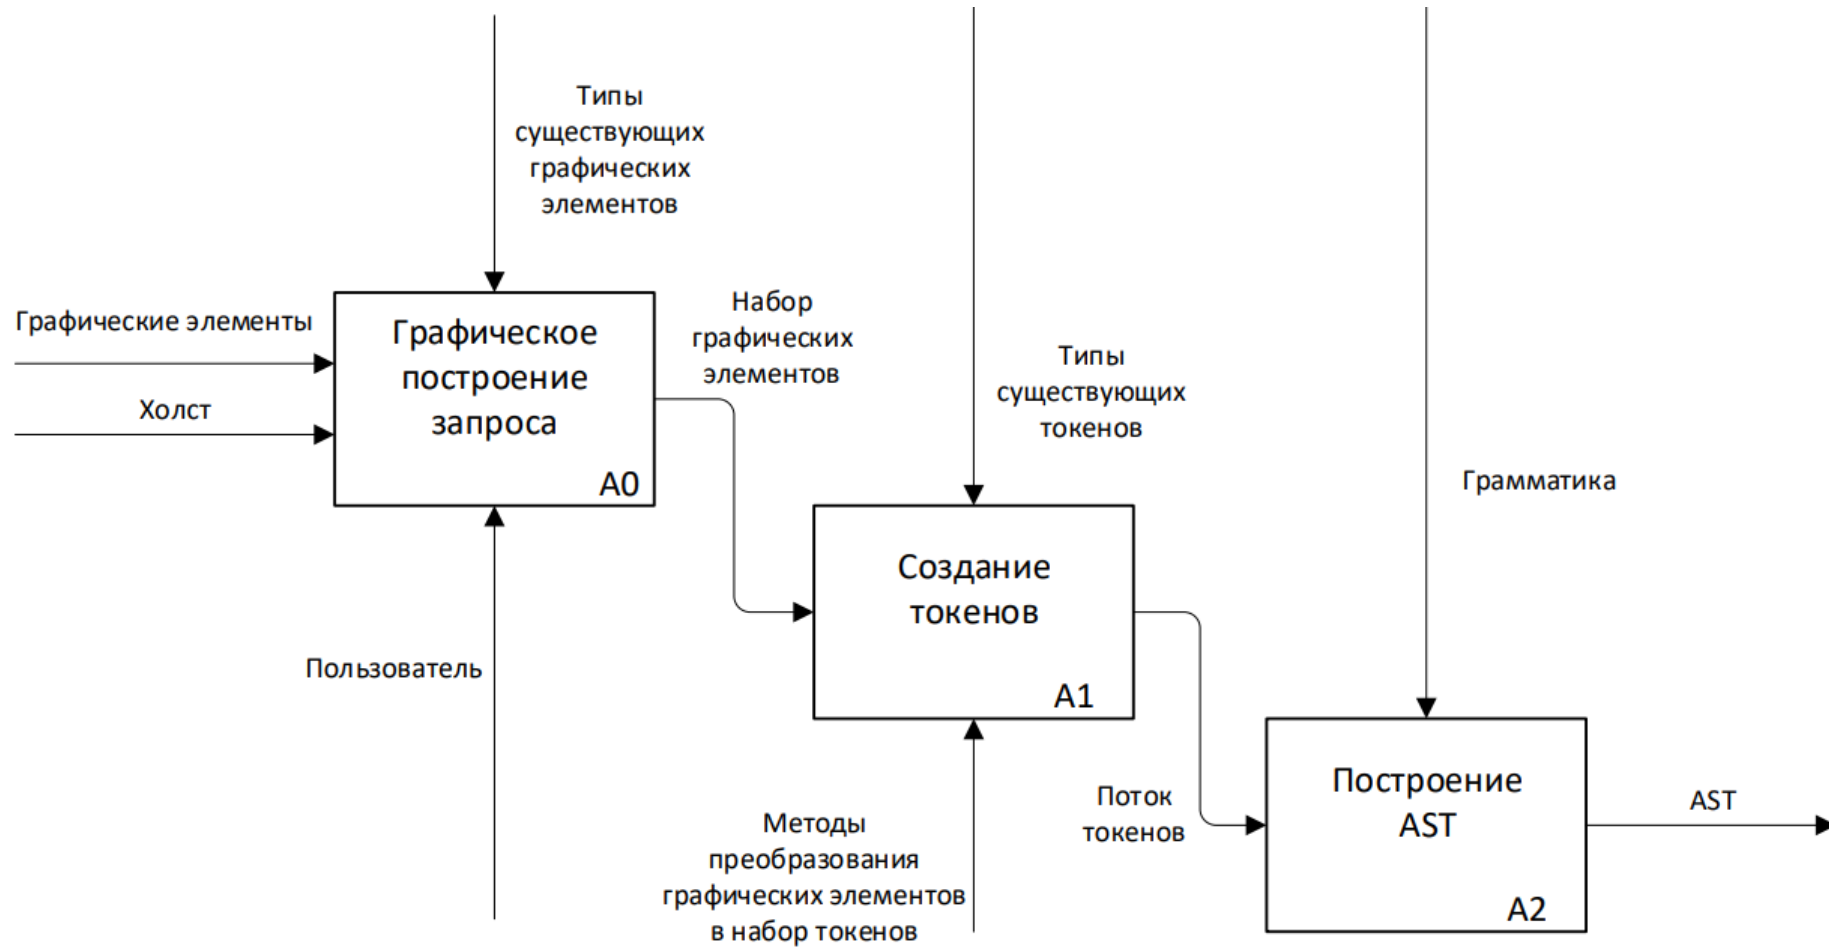 Типы
существующих
графических
элементов
Графические элементы
Холст
Графическое
построение
запроса
A0
Набор
графических
элементов
Типы
существующих
токенов
Грамматика
Создание
токенов
A1
Пользователь
Методы
преобразования
графических элементов
в набор токенов
Поток
токенов
Построение
AST
A2
AST